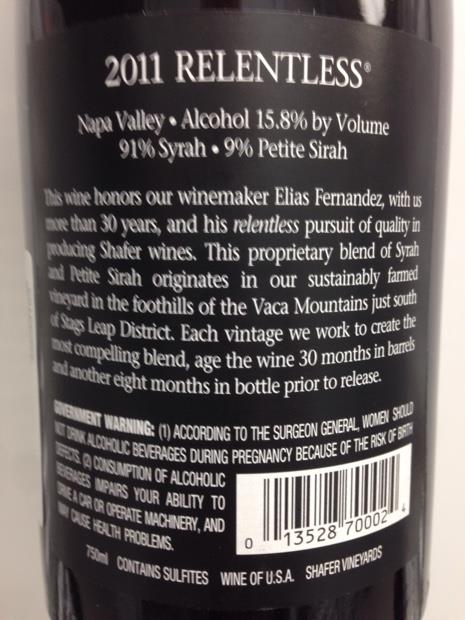 2011 RELENTLESS®
Napa Valley • Alcohol 15.8% by Volume
91% Syrah • 9% Petite Sirah
This wine honors our winemaker Elias Fernandez, with us
more than 30 years, and his relentless pursuit of quality in
producing Shafer wines. This proprietary blend of Syrah
and Petite Sirah originates in our sustainably farmed
vineyard in the foothills of the Vaca Mountains just south
of Stags Leap District. Each vintage we work to create the
most compelling blend, age the wine 30 months in barrels
and another eight months in bottle prior to release.
GOVERNMENT WARNING: (1) ACCORDING TO THE SURGEON GENERAL, WOMEN SHOULD
NOT DRINK ALCOHOLIC BEVERAGES DURING PREGNANCY BECAUSE OF THE RISK OF BIRTH
DEFECTS. (2) CONSUMPTION OF ALCOHOLIC
BEVERAGES IMPAIRS YOUR ABILITY TO
DRIVE A CAR OR OPERATE MACHINERY, AND
MAY CAUSE HEALTH PROBLEMS.
0 13528 70002 4
750ml CONTAINS SULFITES WINE OF U.S.A. SHAFER VINEYARDS